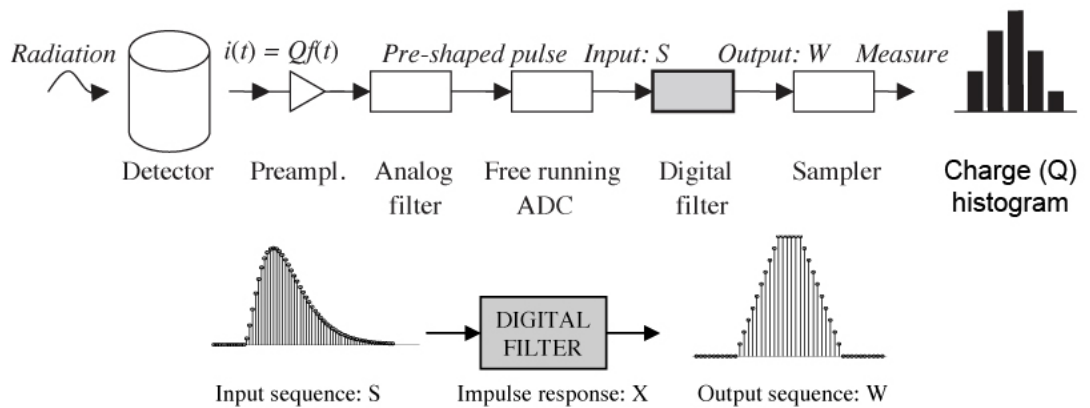 Radiation
i(t) = Qf(t)
Pre-shaped pulse
Input: S
Output: W
Measure
Detector
Preampl.
Analog
filter
Free running
ADC
Digital
filter
Sampler
Charge (Q)
histogram
DIGITAL
FILTER
Input sequence: S
Impulse response: X
Output sequence: W